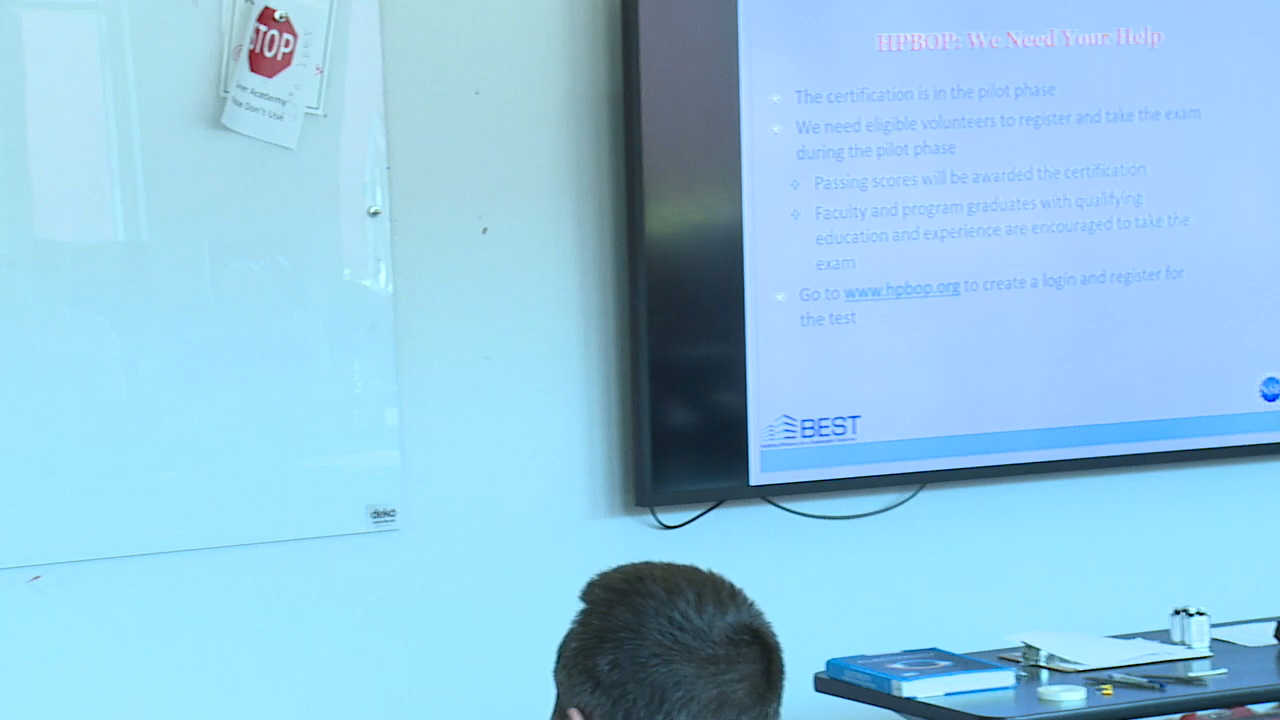 STOP
Academy
Don't Use
HPBOP: We Need Your Help
The certification is in the pilot phase
We need eligible volunteers to register and take the exam
during the pilot phase
Passing scores will be awarded the certification
Faculty and program graduates with qualifying
education and experience are encouraged to take the
exam
Go to www.hpbop.org to create a login and register for
the test
BEST